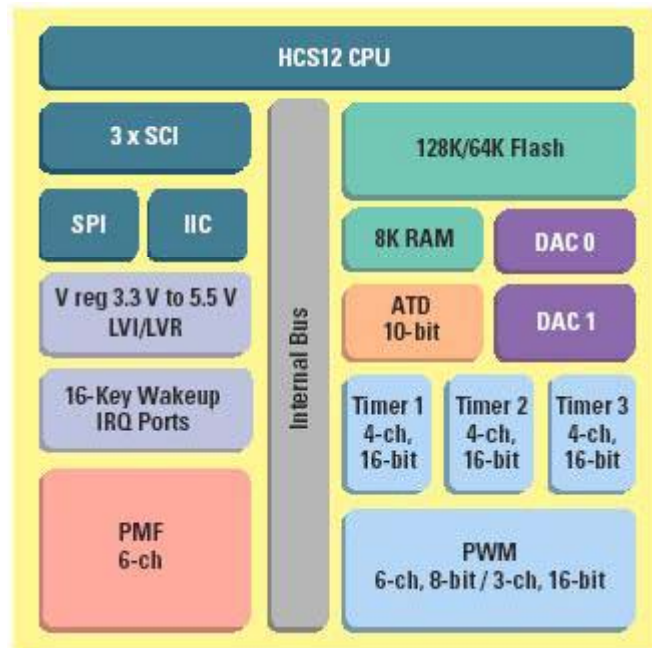 HCS12 CPU
3 x SCI
SPI
IIC
V reg 3.3 V to 5.5 V
LVI/LVR
16-Key Wakeup
IRQ Ports
PMF
6-ch
Internal Bus
128K/64K Flash
8K RAM
DAC 0
ATD
10-bit
DAC 1
Timer 1
4-ch,
16-bit
Timer 2
4-ch,
16-bit
Timer 3
4-ch,
16-bit
PWM
6-ch, 8-bit / 3-ch, 16-bit